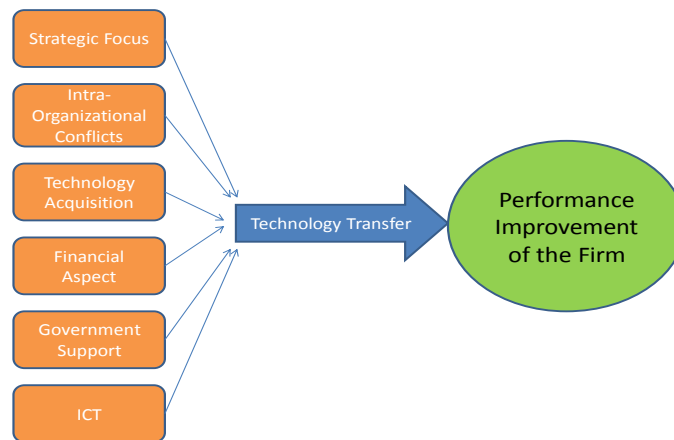 Strategic Focus
Intra-
Organizational
Conflicts
Technology
Acquisition
Financial
Aspect
Government
Support
ICT
Technology Transfer
Performance
Improvement
of the Firm